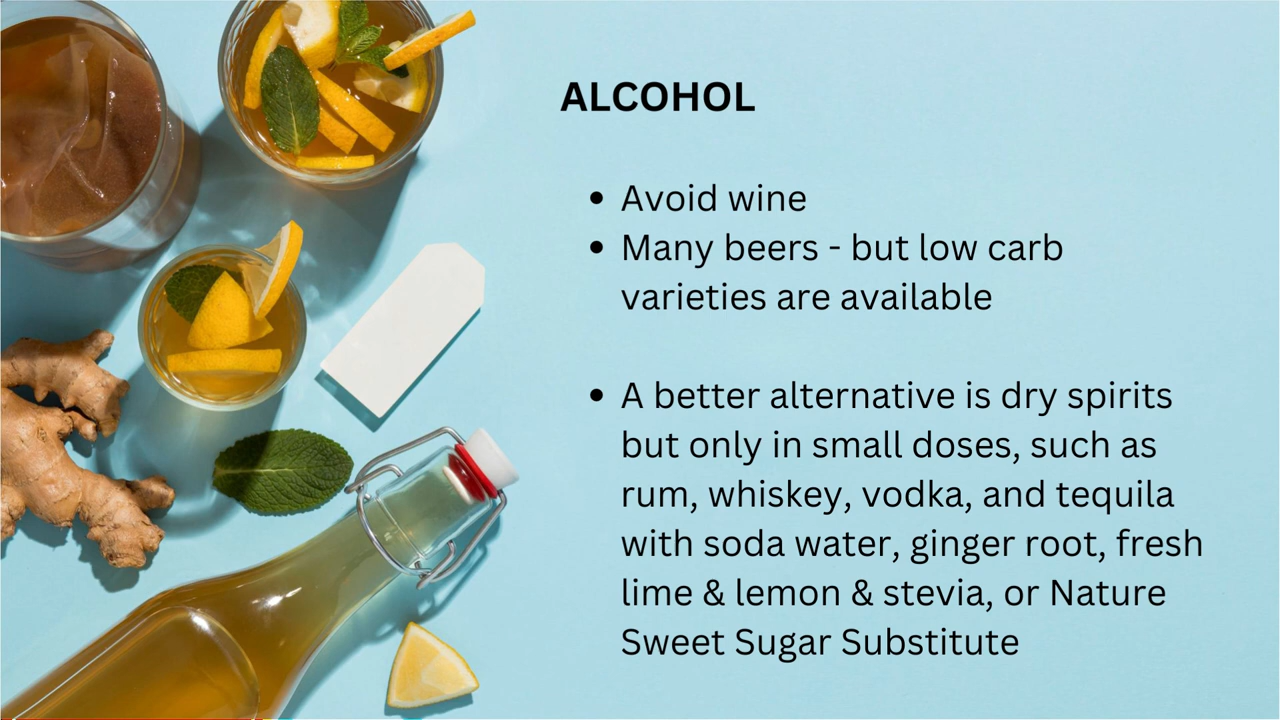 ALCOHOL
• Avoid wine
• Many beers - but low carb
varieties are available
• A better alternative is dry spirits
but only in small doses, such as
rum, whiskey, vodka, and tequila
with soda water, ginger root, fresh
lime & lemon & stevia, or Nature
Sweet Sugar Substitute